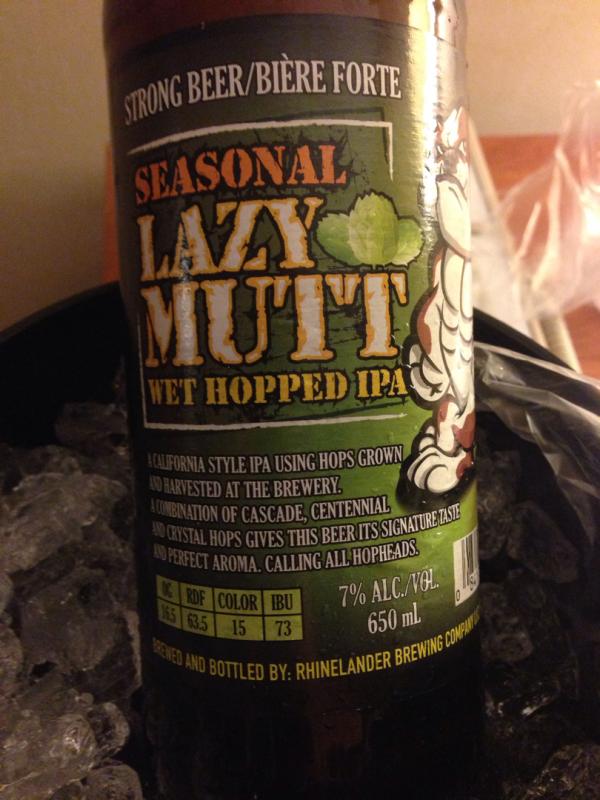 STRONG BEER/BIÈRE FORTE
SEASONAL
LAZY
MUTT
WET HOPPED IPA
A CALIFORNIA STYLE IPA USING HOPS GROWN
AND HARVESTED AT THE BREWERY.
A COMBINATION OF CASCADE, CENTENNIAL
AND CRYSTAL HOPS GIVES THIS BEER ITS SIGNATURE TASTE
AND PERFECT AROMA. CALLING ALL HOPHEADS.
OG RDF COLOR IBU
16.5 63.5 15 73
7% ALC./VOL.
650 mL
BREWED AND BOTTLED BY: RHINELANDER BREWING COMPANY